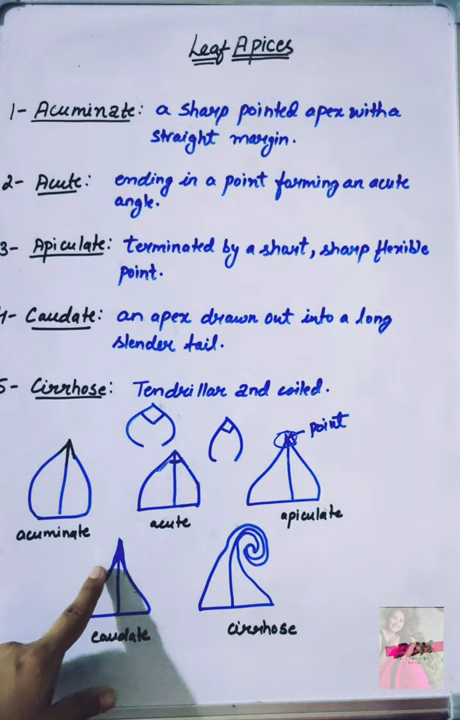 Leaf Apices
1- Acuminate: a sharp pointed apex with a
straight margin.
2- Acute: ending in a point forming an acute
angle.
3- Apiculate: terminated by a short, sharp flexible
point.
4- Caudate: an apex drawn out into a long
slender tail.
5- Cirrhose: Tendrillar and coiled.
point
acuminate
acute
apiculate
caudate
cirrhose